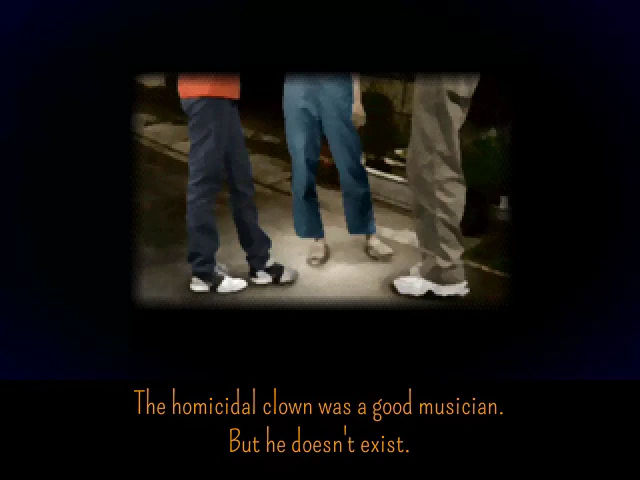 The homicidal clown was a good musician.
But he doesn't exist.